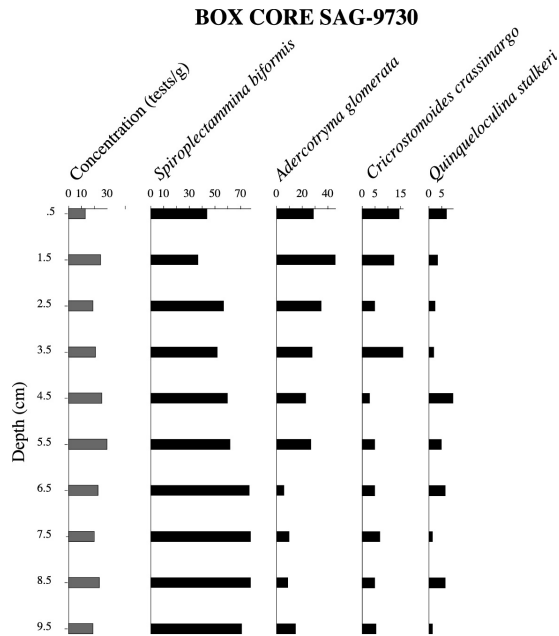 BOX CORE SAG-9730
Concentration (tests/g)
Spiroplectammina biformis
Adercotryma glomerata
Cricrostomoides crassimargo
Quinqueloculina stalkeri
0 10 30
0 10 30 50 70
0 20 40
0 5 15
0 5
.5
1.5
2.5
3.5
4.5
5.5
6.5
7.5
8.5
9.5
Depth (cm)